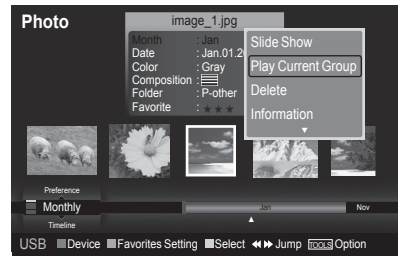 Photo
image_1.jpg
Month : Jan
Date : Jan.01.2
Color : Gray
Composition :
Folder : P-other
Favorite : ★ ★ ★
Slide Show
Play Current Group
Delete
Information
▼
Preference
Monthly
Timeline
Jan
Nov
▲
USB Device Favorites Setting Select ◄◄ ►► Jump TOOLS Option